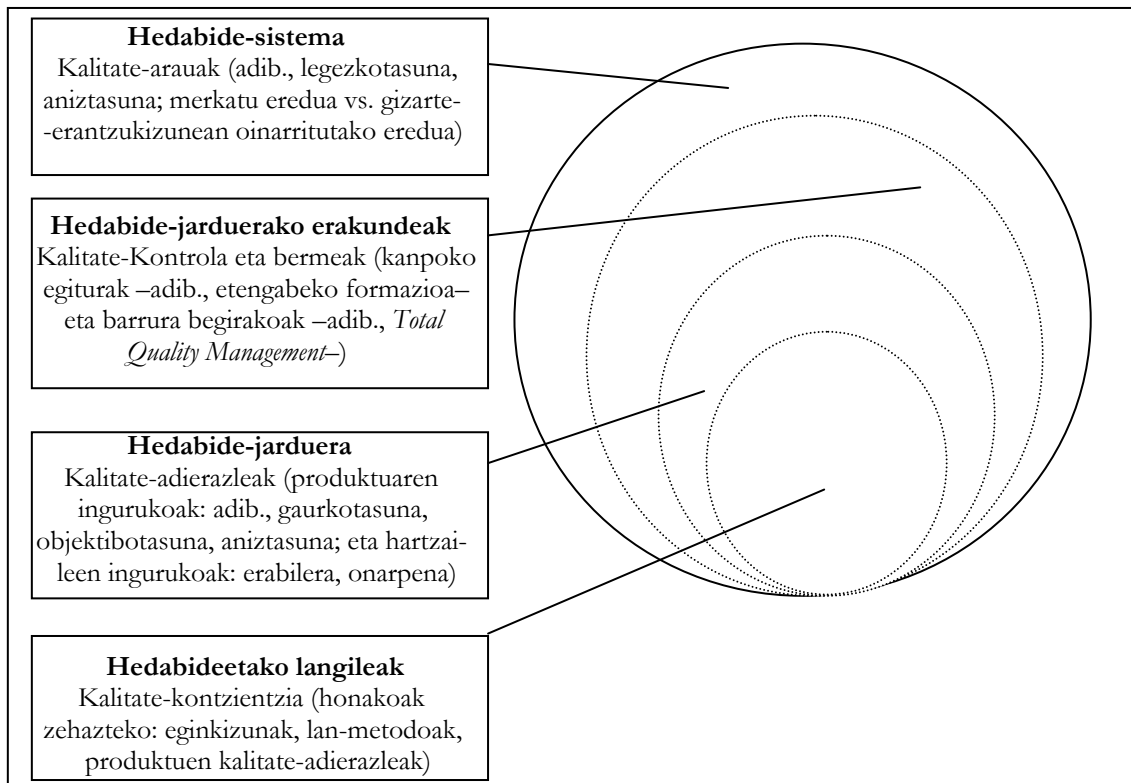 Hedabide-sistema
Kalitate-arauak (adib., legezkotasuna,
aniztasuna; merkatu eredua vs. gizarte-
-erantzukizunean oinarritutako eredua)
Hedabide-jarduerako erakundeak
Kalitate-Kontrola eta bermeak (kanpoko
egiturak –adib., etengabeko formazioa–
eta barrura begirakoak –adib., Total
Quality Management–)
Hedabide-jarduera
Kalitate-adierazleak (produktuaren
ingurukoak: adib., gaurkotasuna,
objektibotasuna, aniztasuna; eta hartzai-
leen ingurukoak: erabilera, onarpena)
Hedabideetako langileak
Kalitate-kontzientzia (honakoak
zehazteko: eginkizunak, lan-metodoak,
produktuen kalitate-adierazleak)